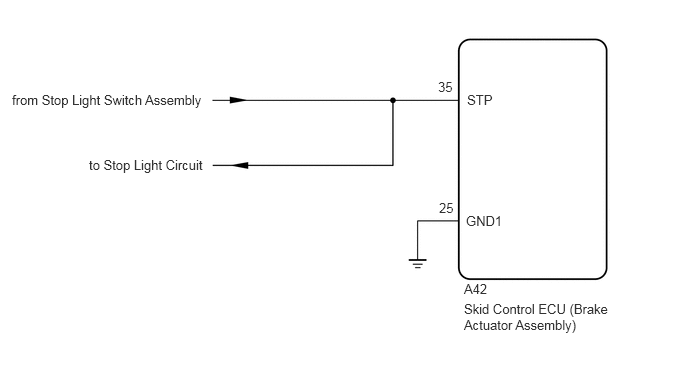 35
from Stop Light Switch Assembly
STP
to Stop Light Circuit
25
GND1
A42
Skid Control ECU (Brake
Actuator Assembly)